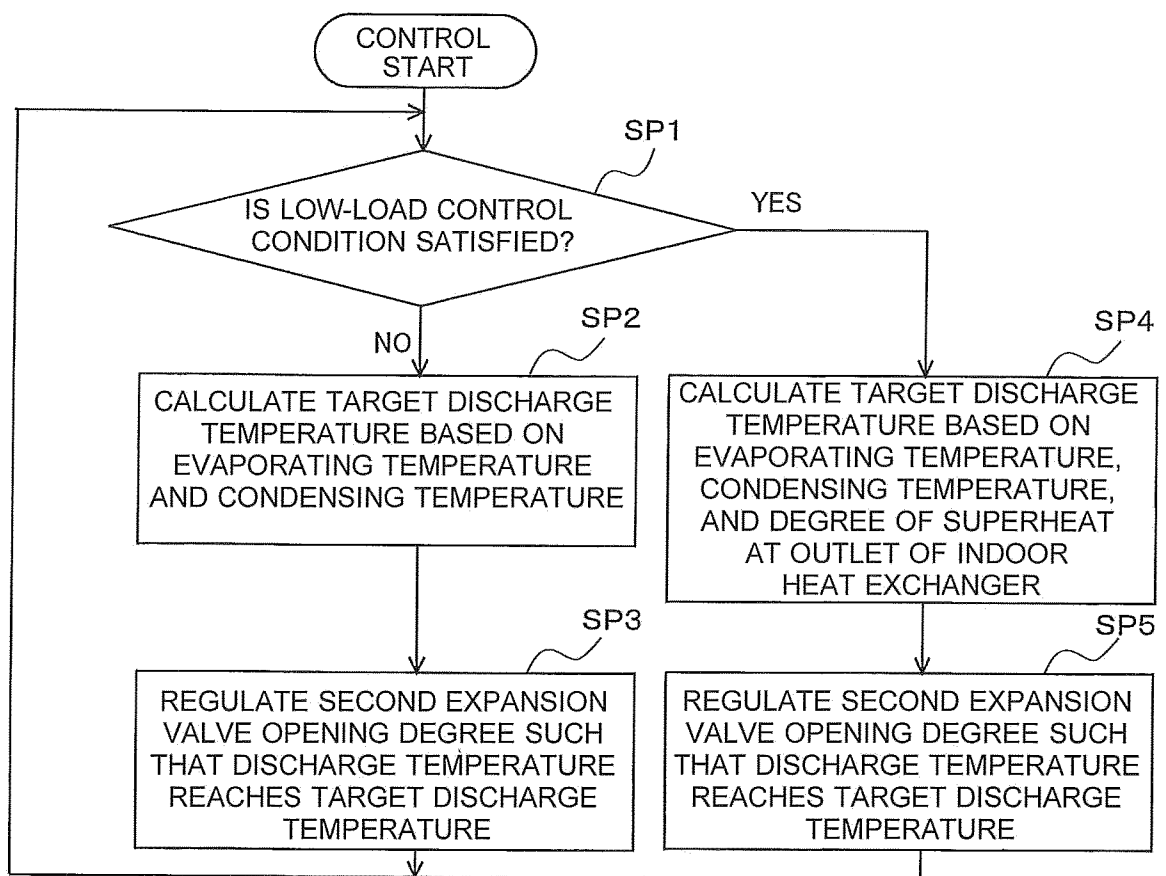 CONTROL
START
SP1
IS LOW-LOAD CONTROL
CONDITION SATISFIED?
YES
NO
SP2
CALCULATE TARGET DISCHARGE
TEMPERATURE BASED ON
EVAPORATING TEMPERATURE
AND CONDENSING TEMPERATURE
SP3
REGULATE SECOND EXPANSION
VALVE OPENING DEGREE SUCH
THAT DISCHARGE TEMPERATURE
REACHES TARGET DISCHARGE
TEMPERATURE
SP4
CALCULATE TARGET DISCHARGE
TEMPERATURE BASED ON
EVAPORATING TEMPERATURE,
CONDENSING TEMPERATURE,
AND DEGREE OF SUPERHEAT
AT OUTLET OF INDOOR
HEAT EXCHANGER
SP5
REGULATE SECOND EXPANSION
VALVE OPENING DEGREE SUCH
THAT DISCHARGE TEMPERATURE
REACHES TARGET DISCHARGE
TEMPERATURE